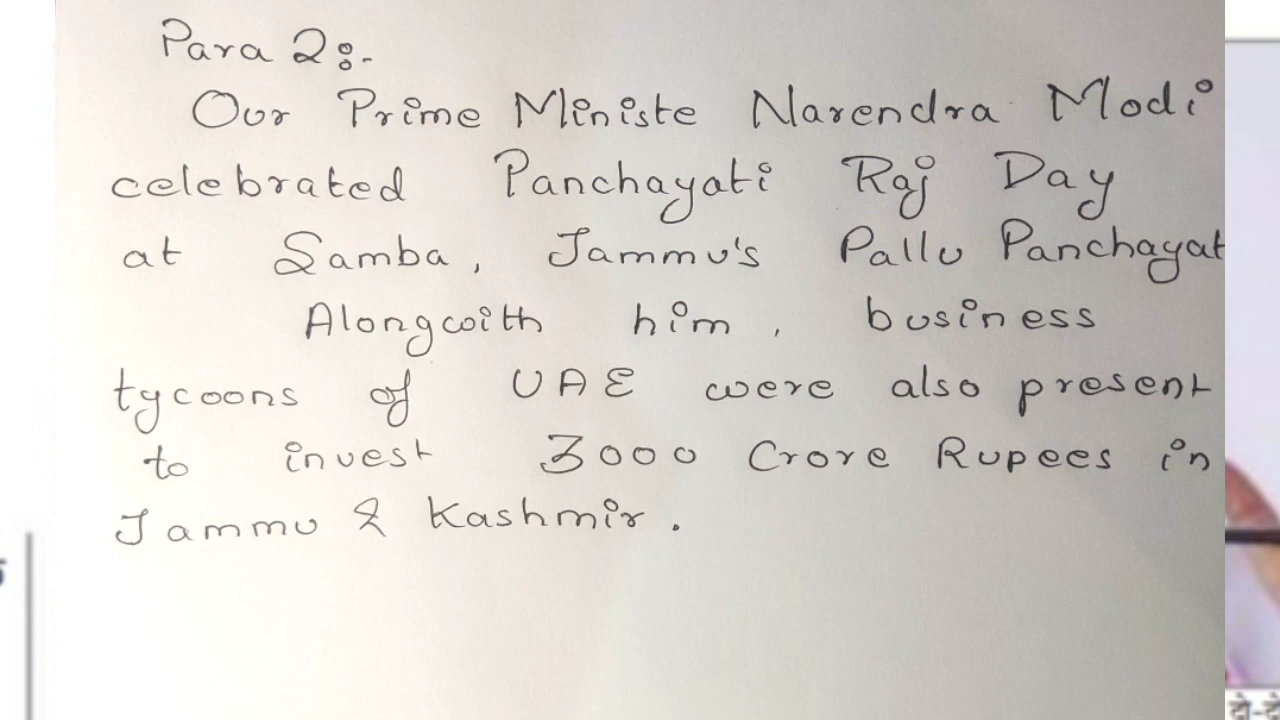 Para 2:-
Our Prime Ministe Narendra Modi
celebrated Panchayati Raj Day
at Samba, Jammu's Pallu Panchayat
Alongwith him, business
tycoons of UAE were also present
to invest 3000 Crore Rupees in
Jammu & Kashmir.